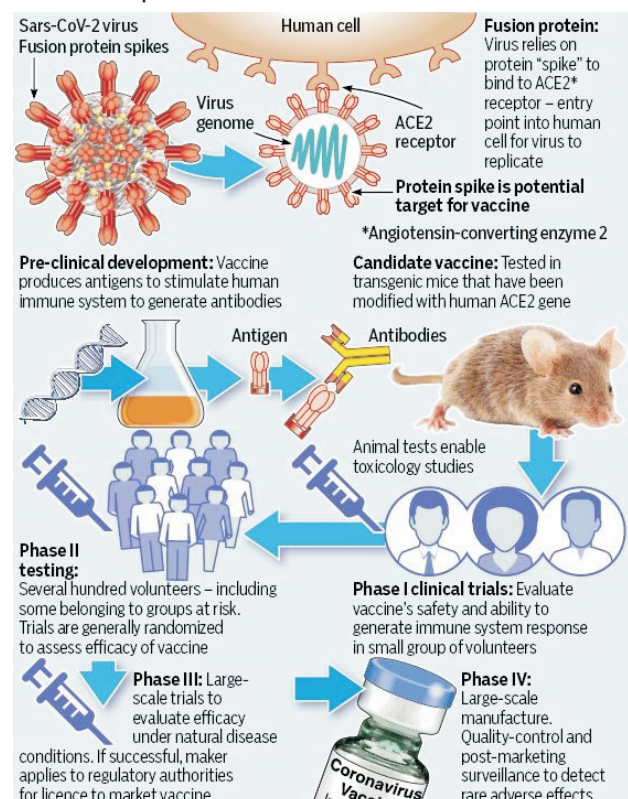 Sars-CoV-2 virus
Fusion protein spikes
Human cell
Fusion protein:
Virus relies on
protein “spike” to
bind to ACE2*
receptor – entry
point into human
cell for virus to
replicate
Virus
genome
ACE2
receptor
Protein spike is potential
target for vaccine
*Angiotensin-converting enzyme 2
Pre-clinical development: Vaccine
produces antigens to stimulate human
immune system to generate antibodies
Candidate vaccine: Tested in
transgenic mice that have been
modified with human ACE2 gene
Antigen
Antibodies
Animal tests enable
toxicology studies
Phase II
testing:
Several hundred volunteers – including
some belonging to groups at risk.
Trials are generally randomized
to assess efficacy of vaccine
Phase I clinical trials: Evaluate
vaccine’s safety and ability to
generate immune system response
in small group of volunteers
Phase III: Large-
scale trials to
evaluate efficacy
under natural disease
conditions. If successful, maker
applies to regulatory authorities
for licence to market vaccine
Phase IV:
Large-scale
manufacture.
Quality-control and
post-marketing
surveillance to detect
rare adverse effects
Coronavirus